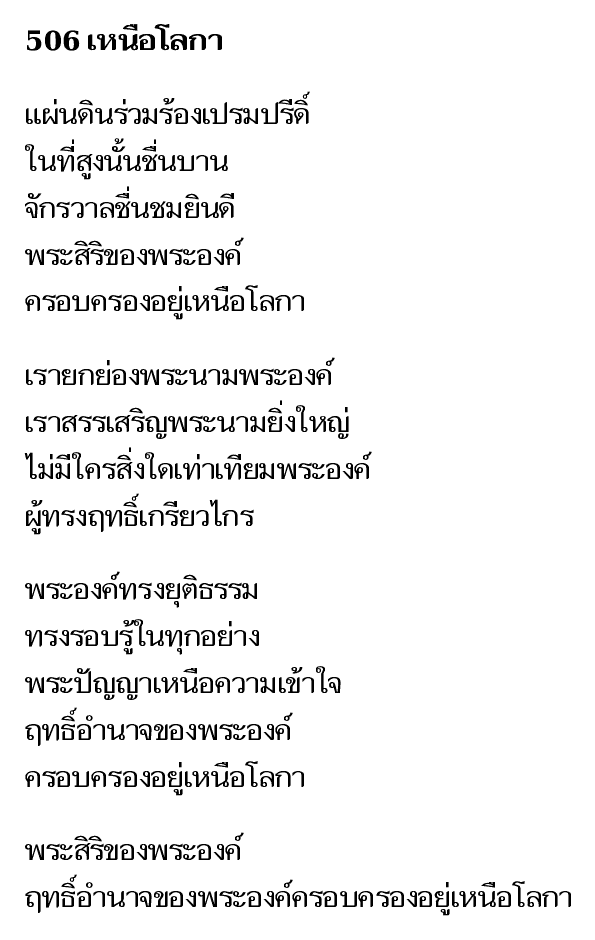 506 เหนือโลกา
แผ่นดินร่วมร้องเปรมปรีดิ์
ในที่สูงนั้นชื่นบาน
จักรวาลชื่นชมยินดี
พระสิริของพระองค์
ครอบครองอยู่เหนือโลกา
เรายกย่องพระนามพระองค์
เราสรรเสริญพระนามยิ่งใหญ่
ไม่มีใครสิ่งใดเท่าเทียมพระองค์
ผู้ทรงฤทธิ์เกรียวไกร
พระองค์ทรงยุติธรรม
ทรงรอบรู้ในทุกอย่าง
พระปัญญาเหนือความเข้าใจ
ฤทธิ์อำนาจของพระองค์
ครอบครองอยู่เหนือโลกา
พระสิริของพระองค์
ฤทธิ์อำนาจของพระองค์ครอบครองอยู่เหนือโลกา